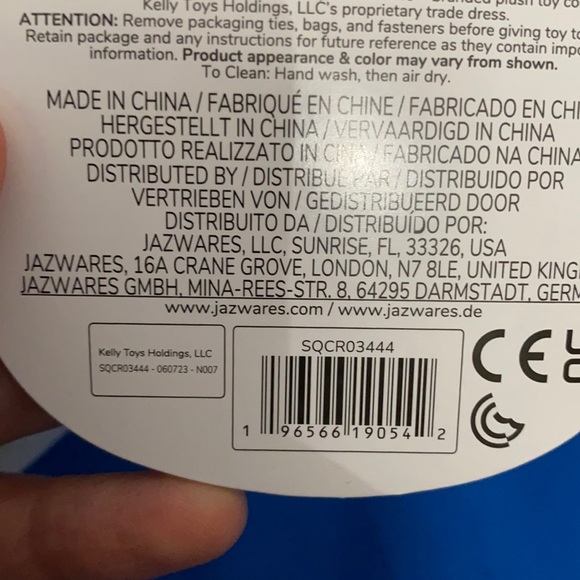 Kelly Toys Holdings, LLC's proprietary trade dress.
ATTENTION: Remove packaging ties, bags, and fasteners before giving toy to
Retain package and any instructions for future reference as they contain impo
information. Product appearance & color may vary from shown.
To Clean: Hand wash, then air dry.
MADE IN CHINA / FABRIQUÉ EN CHINE / FABRICADO EN CHI
HERGESTELLT IN CHINA / VERVAARDIGD IN CHINA
PRODOTTO REALIZZATO IN CINA / FABRICADO NA CHINA
DISTRIBUTED BY / DISTRIBUÉ PAR / DISTRIBUIDO POR
VERTRIEBEN VON / GEDISTRIBUEERD DOOR
DISTRIBUITO DA / DISTRIBUÍDO POR:
JAZWARES, LLC, SUNRISE, FL, 33326, USA
JAZWARES, 16A CRANE GROVE, LONDON, N7 8LE, UNITED KING
JAZWARES GMBH, MINA-REES-STR. 8, 64295 DARMSTADT, GERM
www.jazwares.com / www.jazwares.de
Kelly Toys Holdings, LLC
SQCR03444 - 060723 - N007
SQCR03444
1 96566 19054 2
CE